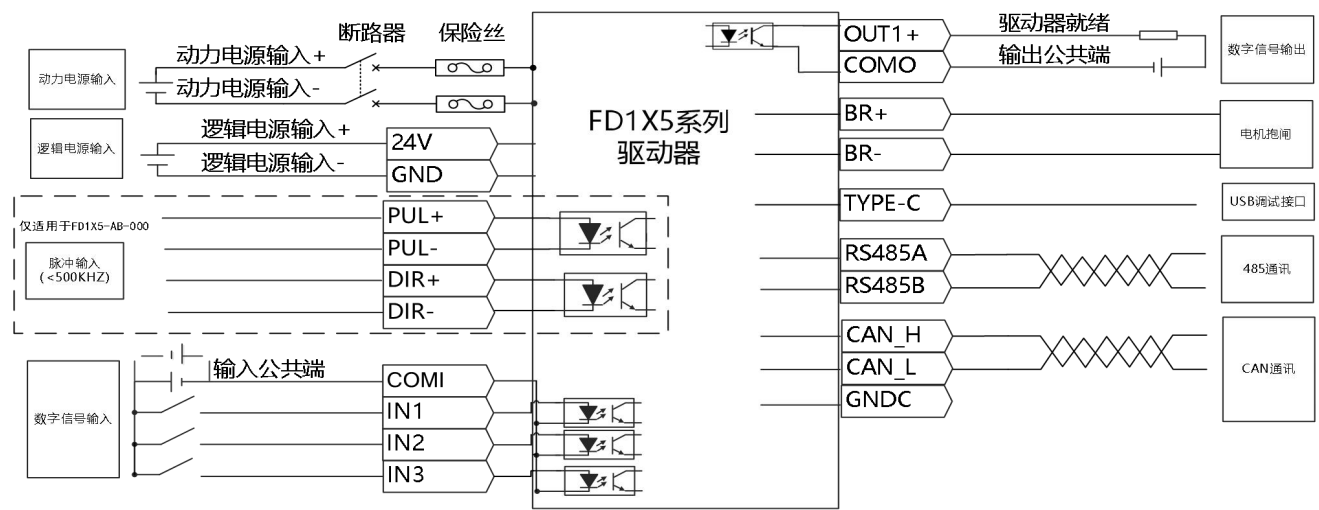 断路器
保险丝
动力电源输入
动力电源输入+
动力电源输入-
逻辑电源输入
逻辑电源输入+
24V
逻辑电源输入-
GND
仅适用于FD1X5-AB-000
脉冲输入
(<500KHZ)
PUL+
PUL-
DIR+
DIR-
数字信号输入
输入公共端
COMI
IN1
IN2
IN3
FD1X5系列
驱动器
OUT1+
驱动器就绪
COMO
输出公共端
数字信号输出
BR+
BR-
电机抱闸
TYPE-C
USB调试接口
RS485A
RS485B
485通讯
CAN_H
CAN_L
GNDC
CAN通讯